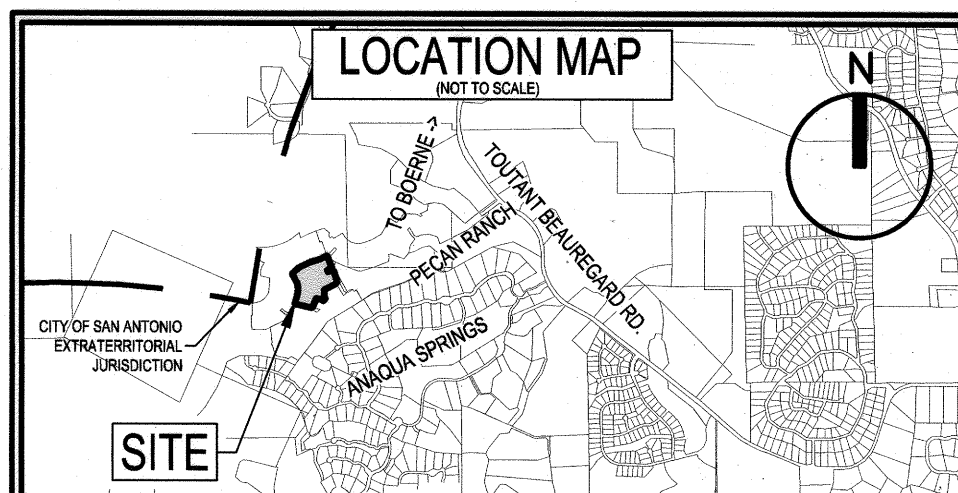 LOCATION MAP
(NOT TO SCALE)
N
TO BOERNE ->
TOUTANT BEAUREGARD RD.
PECAN RANCH
ANAQUA SPRINGS
CITY OF SAN ANTONIO
EXTRATERRITORIAL
JURISDICTION
SITE